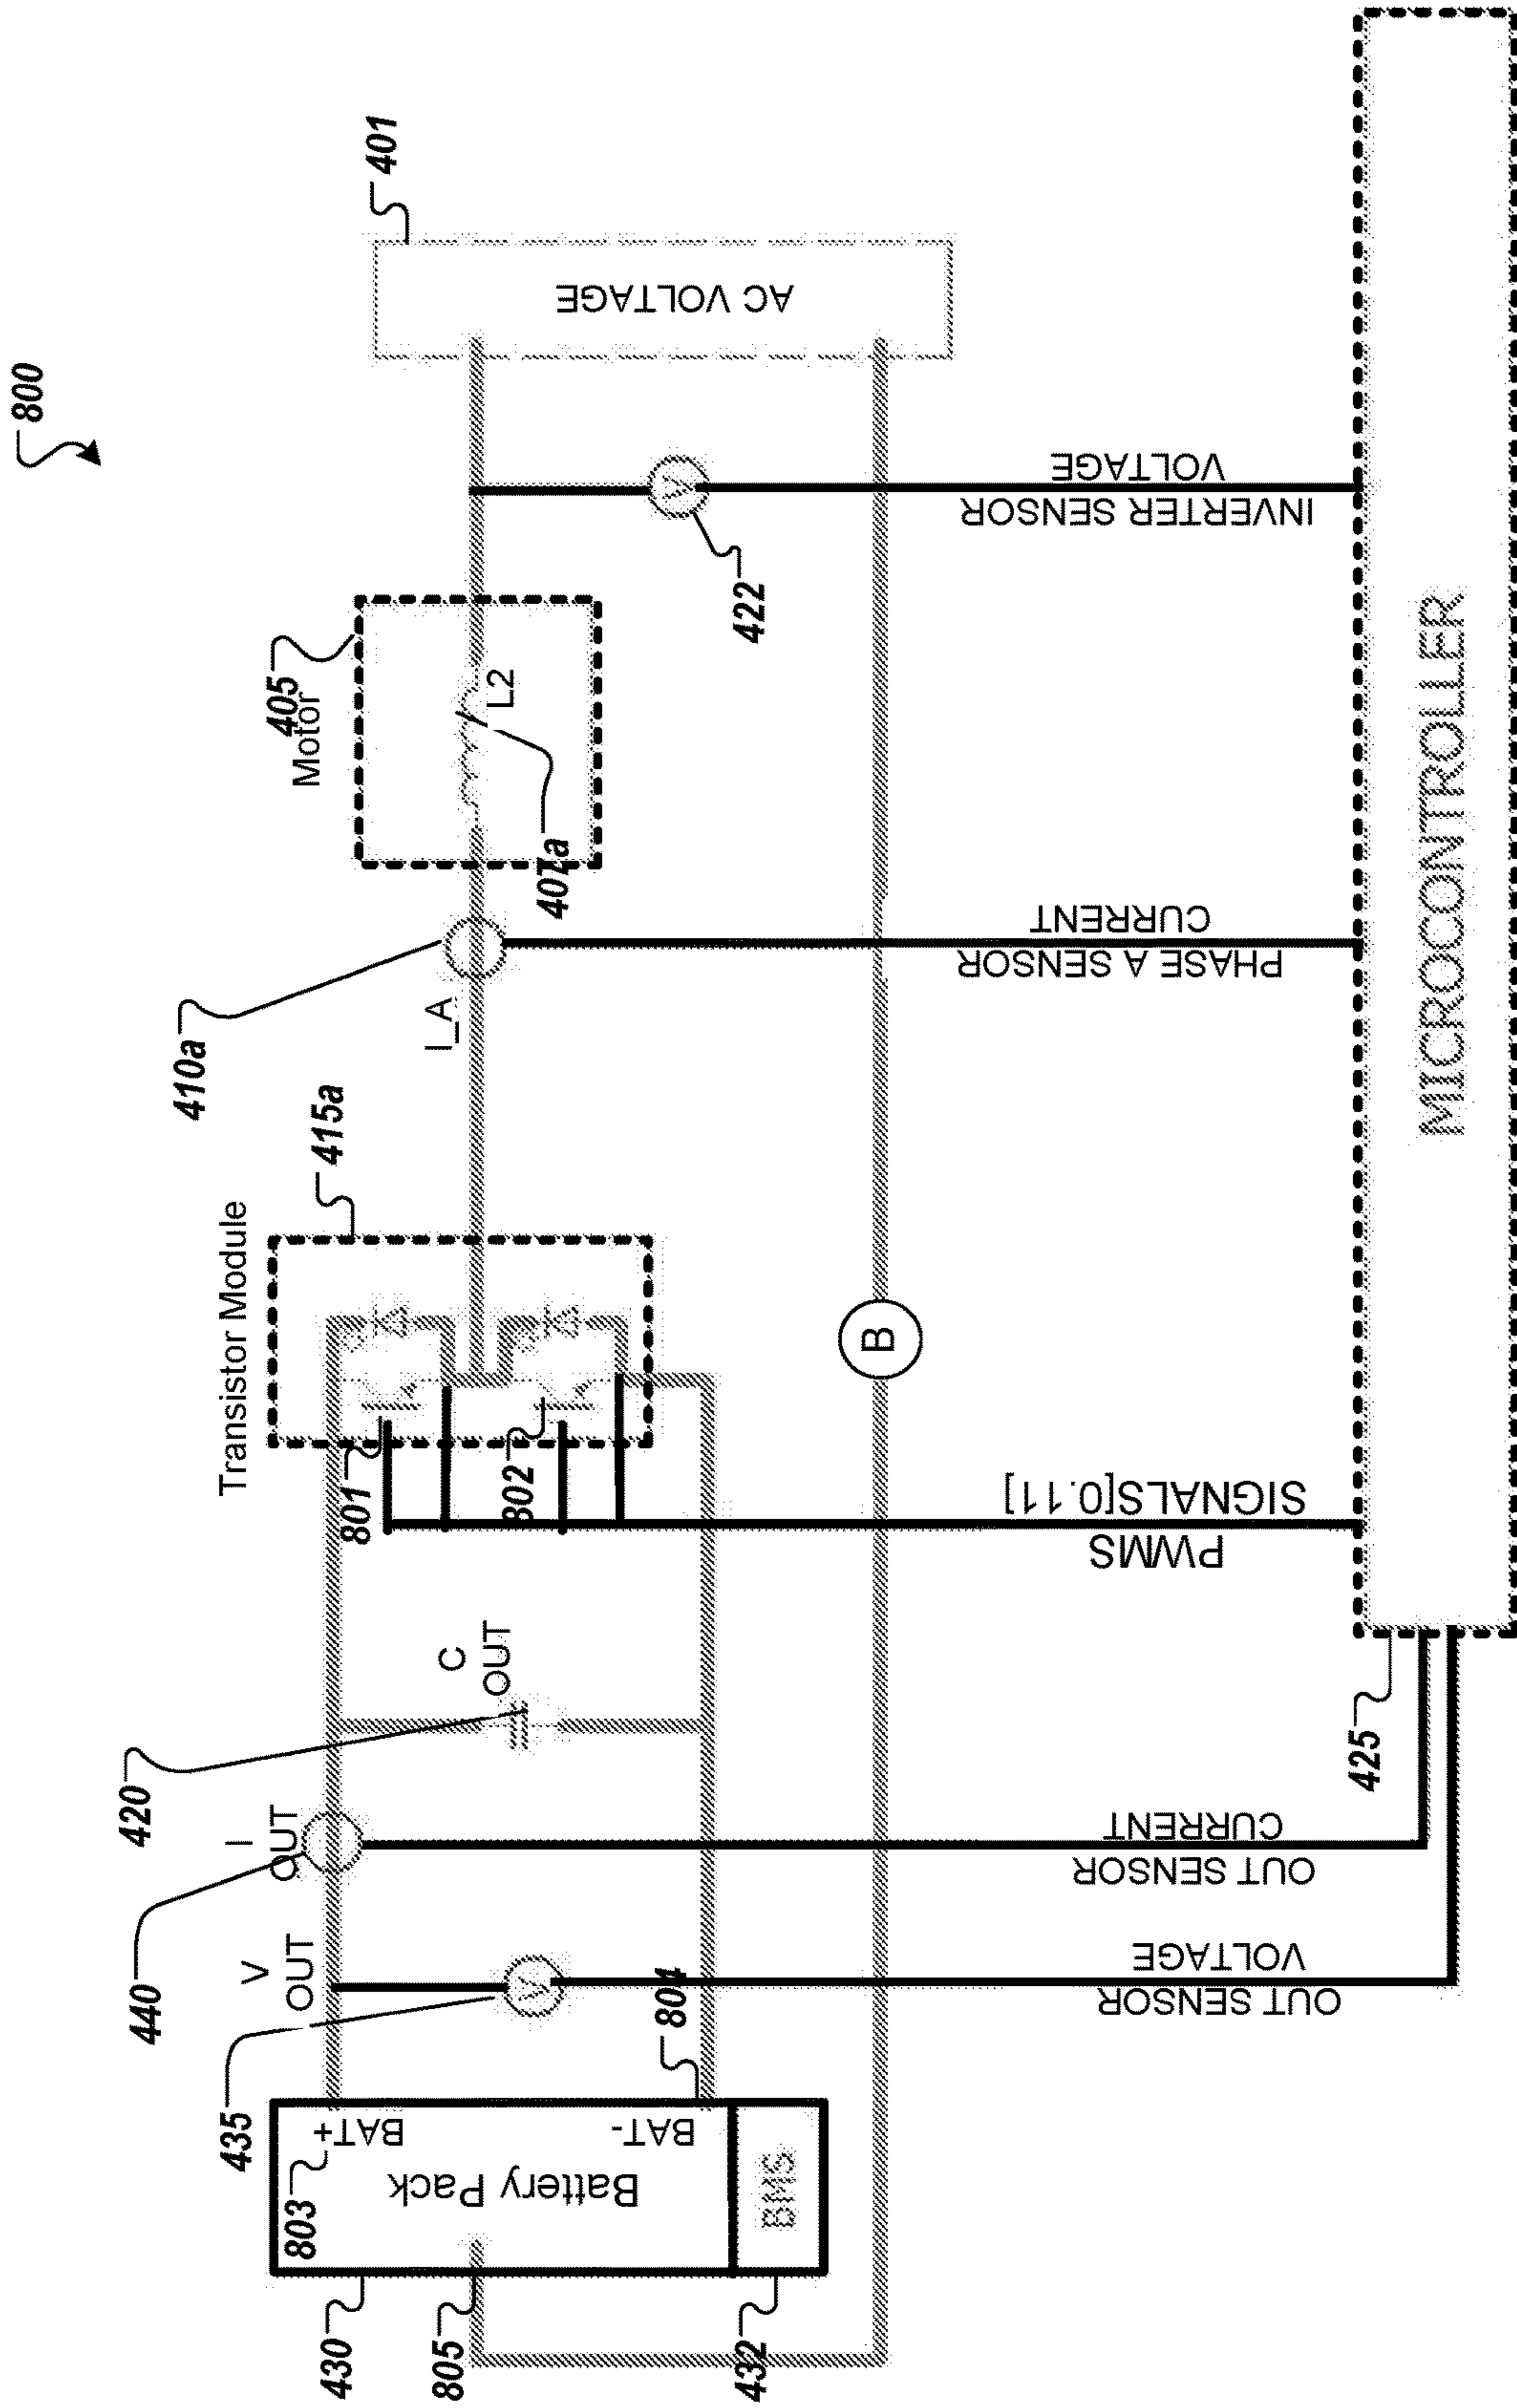 800
401
AC VOLTAGE
405
Motor
L2
407a
422
INVERTER SENSOR
VOLTAGE
410a
I_A
PHASE A SENSOR
CURRENT
415a
Transistor Module
801
802
B
PWMS
SIGNALS[0.11]
420
C
OUT
440
I
OUT
OUT SENSOR
CURRENT
435
V
OUT
V
V
OUT SENSOR
VOLTAGE
804
803
BAT+
BAT-
Battery Pack
BMS
430
805
432
425
MICROCONTROLLER